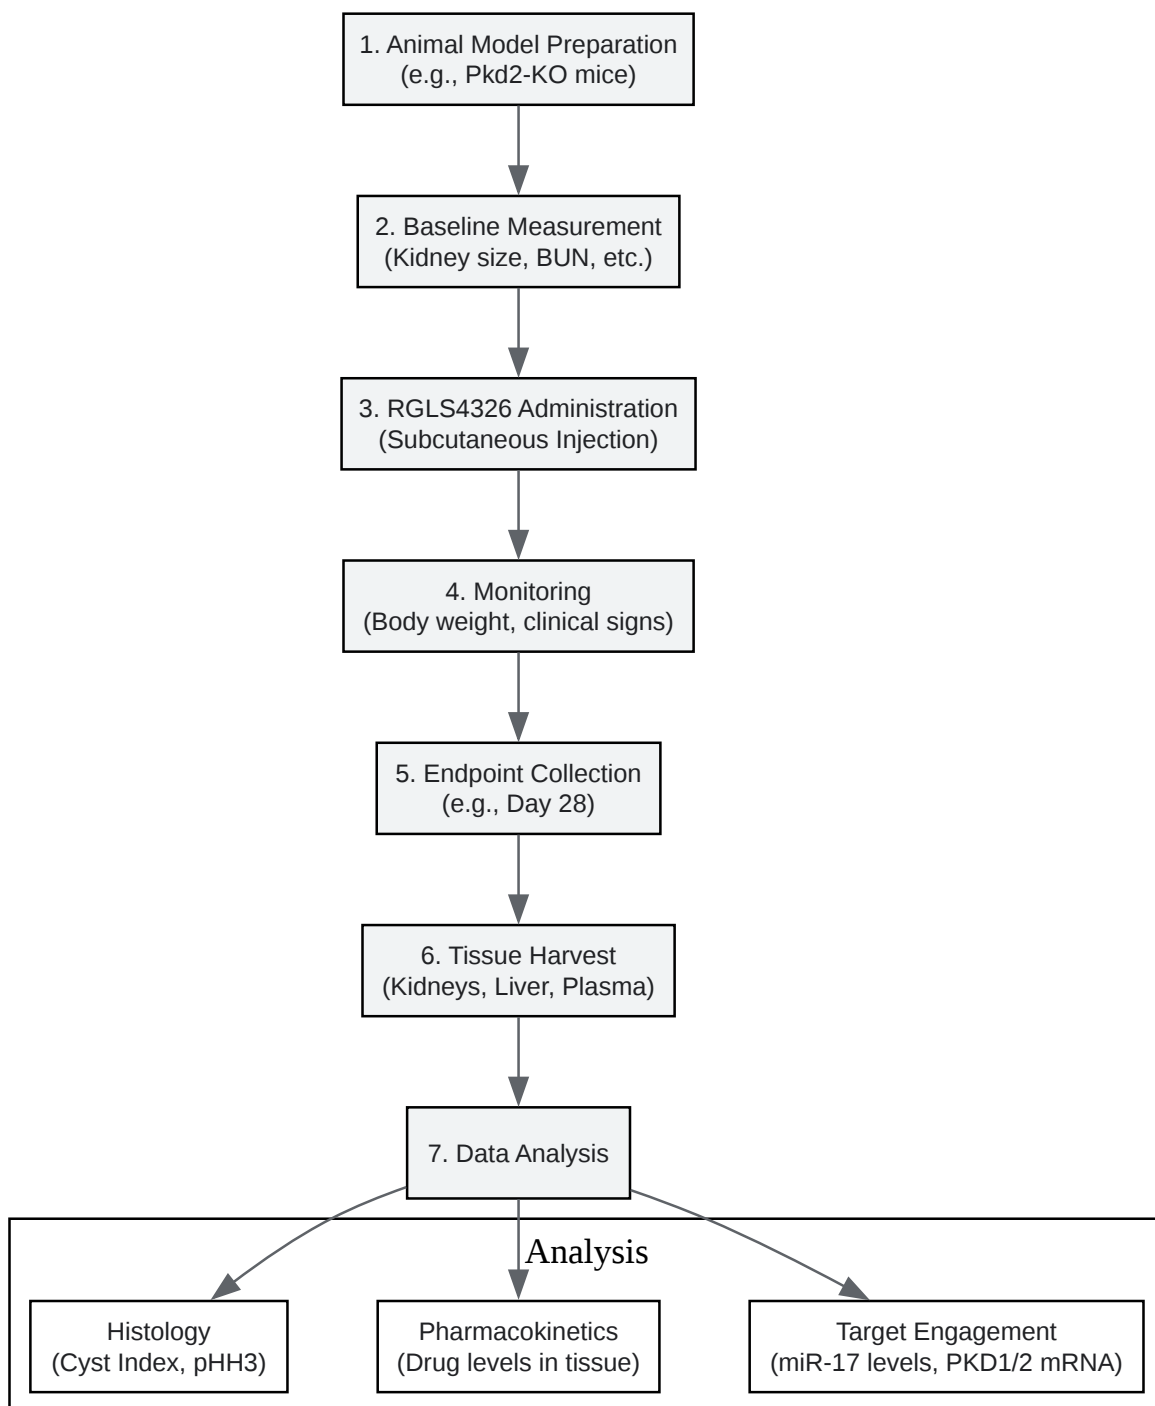 1. Animal Model Preparation
(e.g., Pkd2-KO mice)
2. Baseline Measurement
(Kidney size, BUN, etc.)
3. RGLS4326 Administration
(Subcutaneous Injection)
4. Monitoring
(Body weight, clinical signs)
5. Endpoint Collection
(e.g., Day 28)
6. Tissue Harvest
(Kidneys, Liver, Plasma)
7. Data Analysis
Analysis
Histology
(Cyst Index, pHH3)
Pharmacokinetics
(Drug levels in tissue)
Target Engagement
(miR-17 levels, PKD1/2 mRNA)